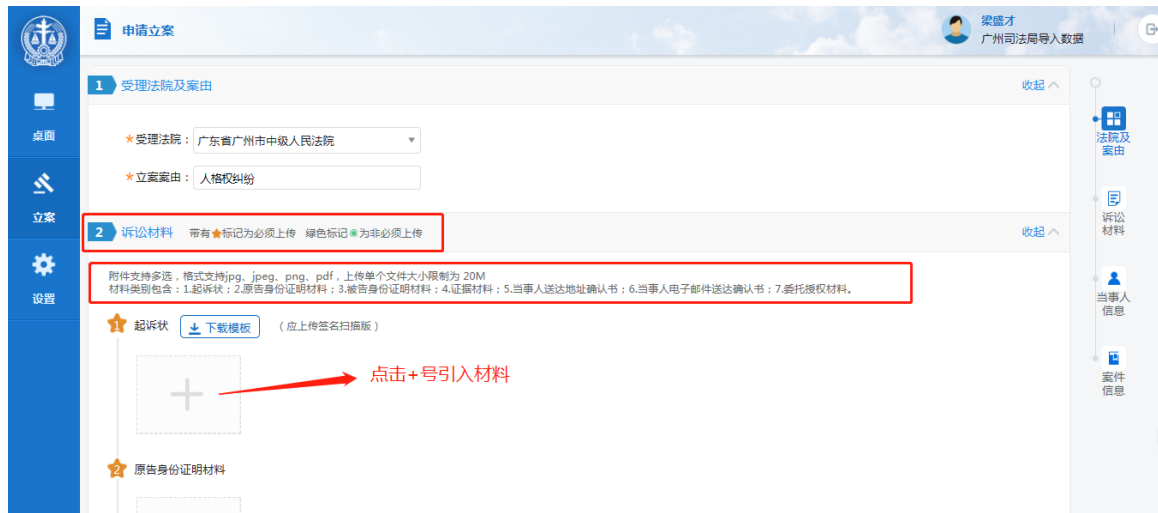 申请立案
梁盛才
广州司法局导入数据
桌面
立案
设置
1 受理法院及案由 收起
★受理法院： 广东省广州市中级人民法院
★立案案由： 人格权纠纷
2 诉讼材料 带有★标记为必须上传 绿色标记为非必须上传 收起
附件支持多选，格式支持jpg、jpeg、png、pdf，上传单个文件大小限制为 20M
材料类别包含：1.起诉状；2.原告身份证明材料；3.被告身份证明材料；4.证据材料；5.当事人送达地址确认书；6.当事人电子邮件送达确认书；7.委托授权材料。
1 起诉状 下载模板 （应上传签名扫描版）
点击+号引入材料
2 原告身份证明材料
法院及
案由
诉讼
材料
当事人
信息
案件
信息